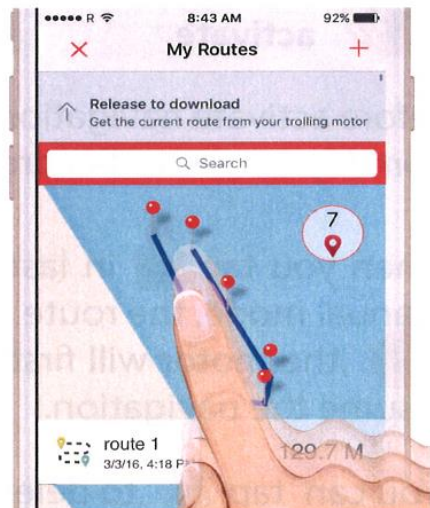 R 8:43 AM 92%
My Routes
Release to download
Get the current route from your trolling motor
Search
7
route 1
129.7 M
3/3/16, 4:18 P